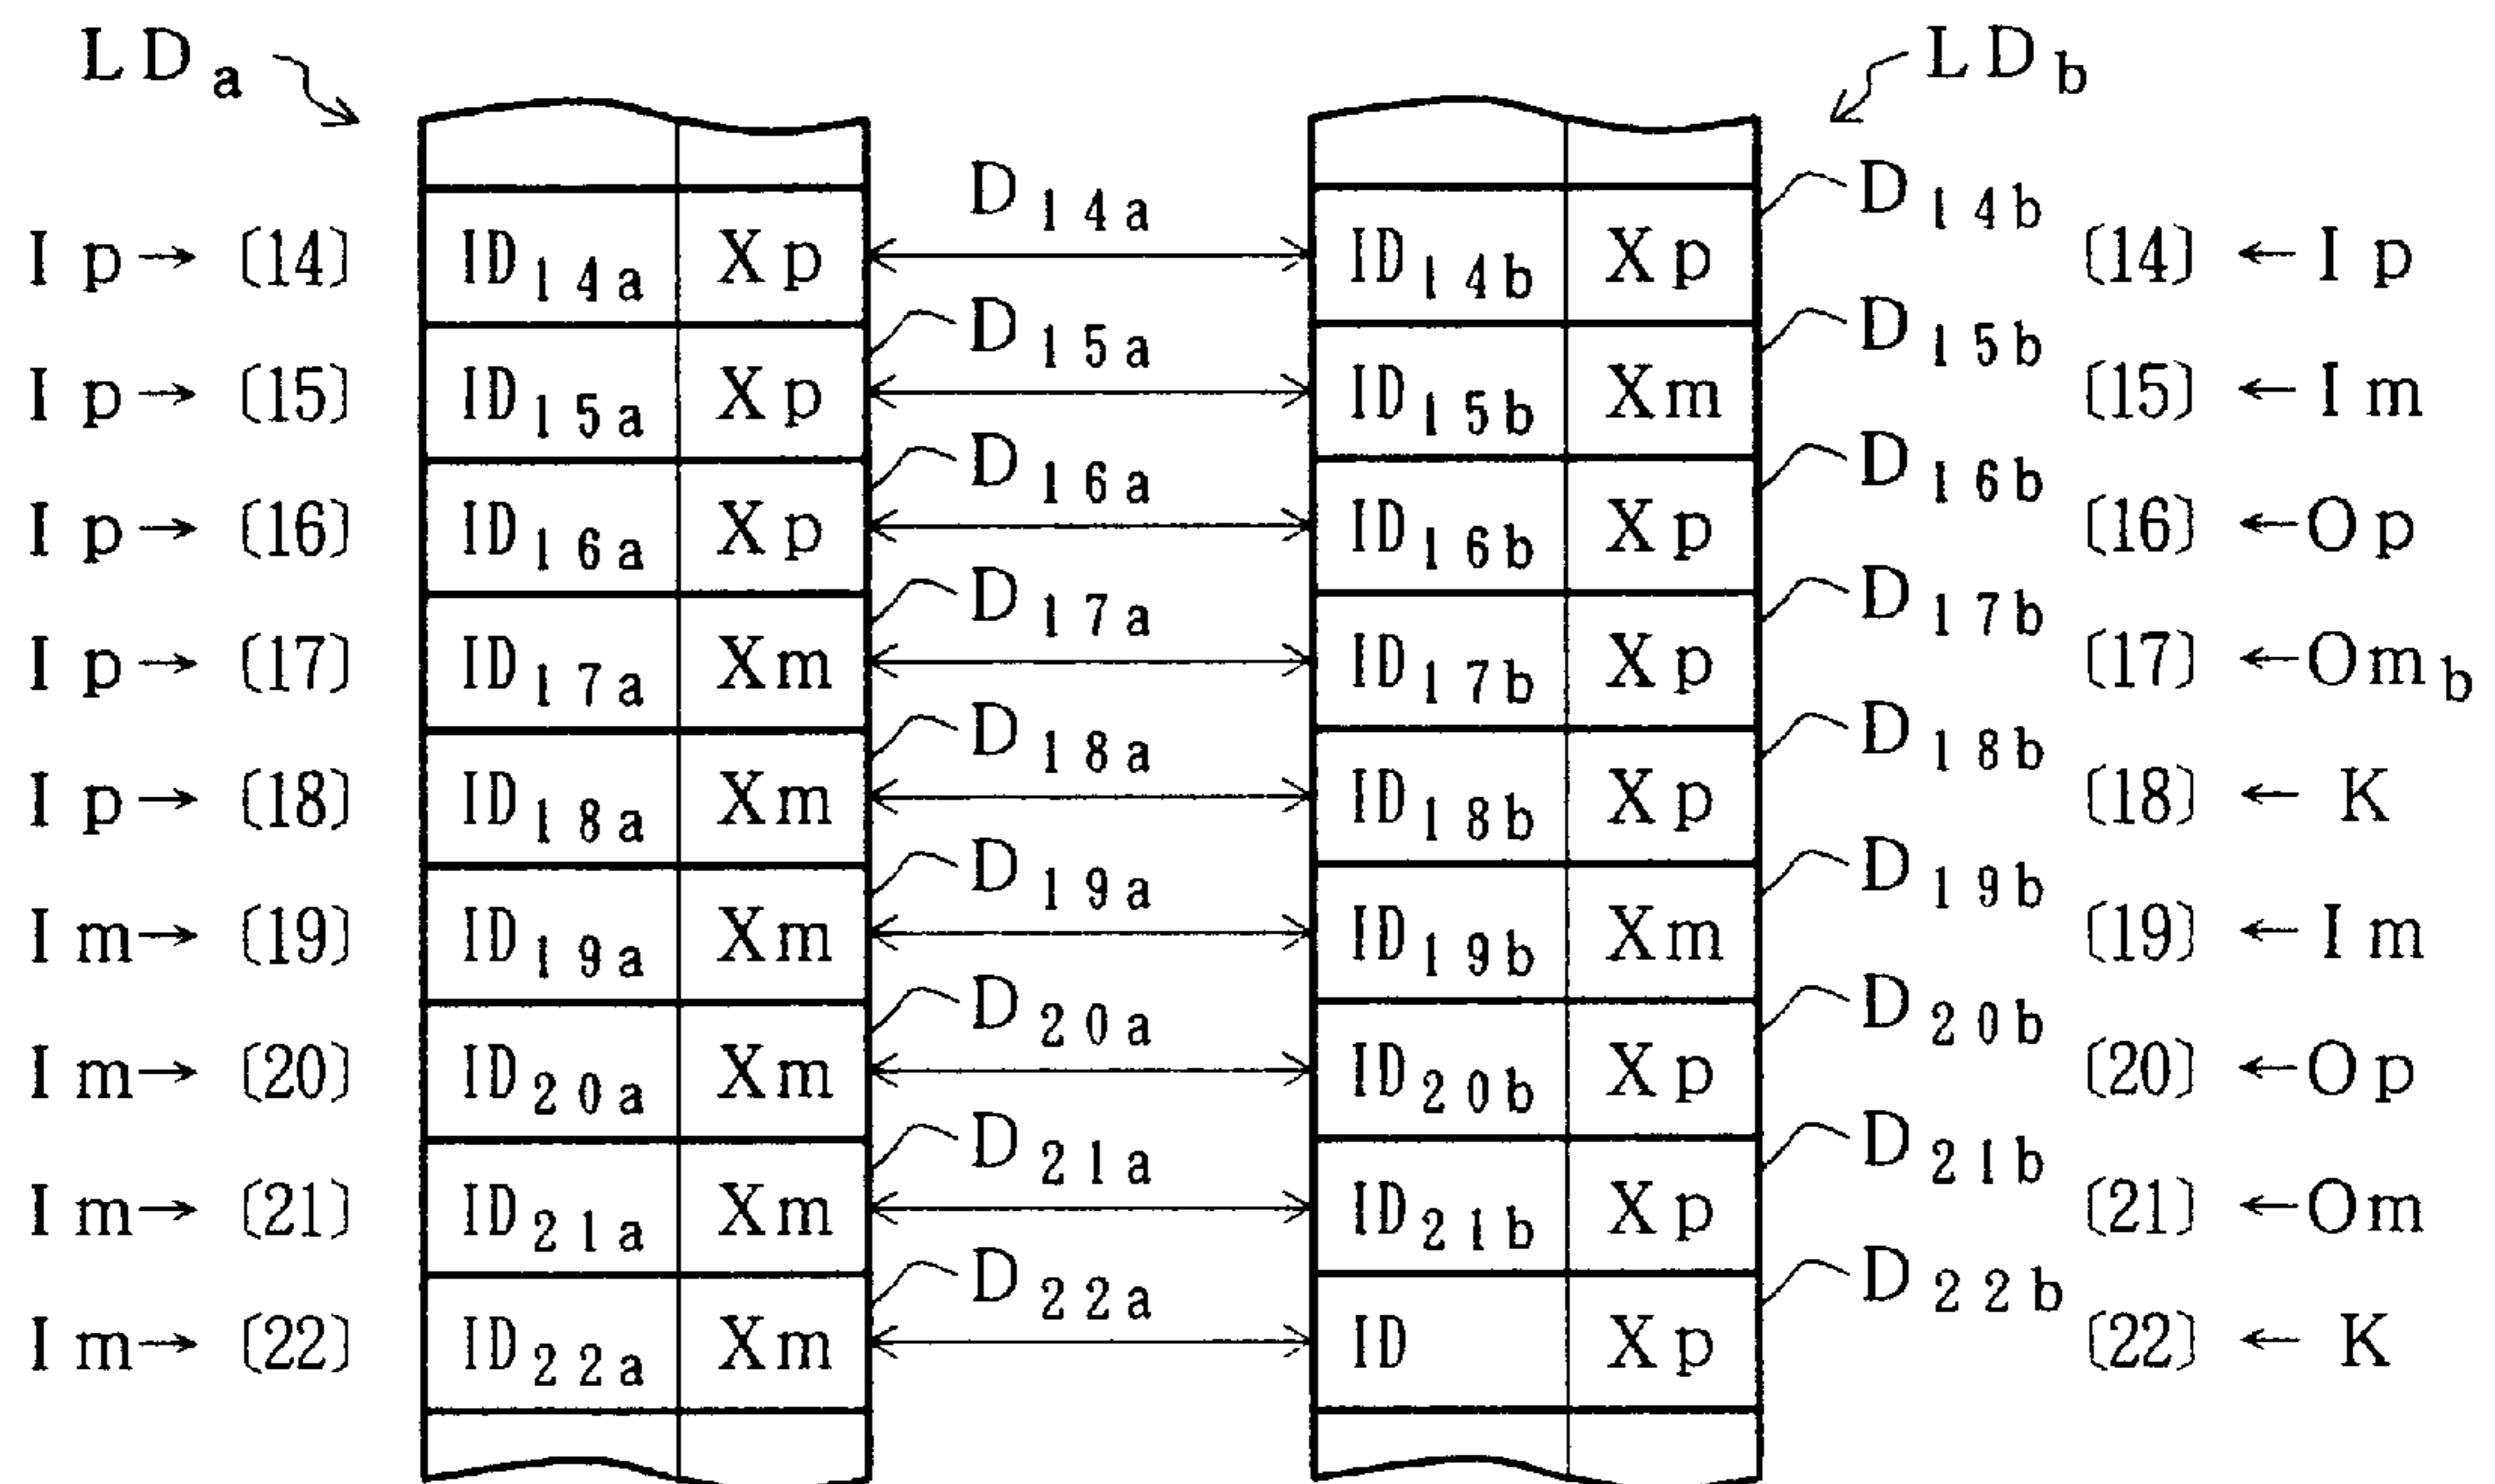 LDa LDb
D14a D14b
Ip→ [14] ID14a Xp ID14b Xp [14] ←Ip
D15a D15b
Ip→ [15] ID15a Xp ID15b Xm [15] ←Im
D16a D16b
Ip→ [16] ID16a Xp ID16b Xp [16] ←Op
D17a D17b
Ip→ [17] ID17a Xm ID17b Xp [17] ←Omb
D18a D18b
Ip→ [18] ID18a Xm ID18b Xp [18] ←K
D19a D19b
Im→ [19] ID19a Xm ID19b Xm [19] ←Im
D20a D20b
Im→ [20] ID20a Xm ID20b Xp [20] ←Op
D21a D21b
Im→ [21] ID21a Xm ID21b Xp [21] ←Om
D22a D22b
Im→ [22] ID22a Xm ID Xp [22] ←K